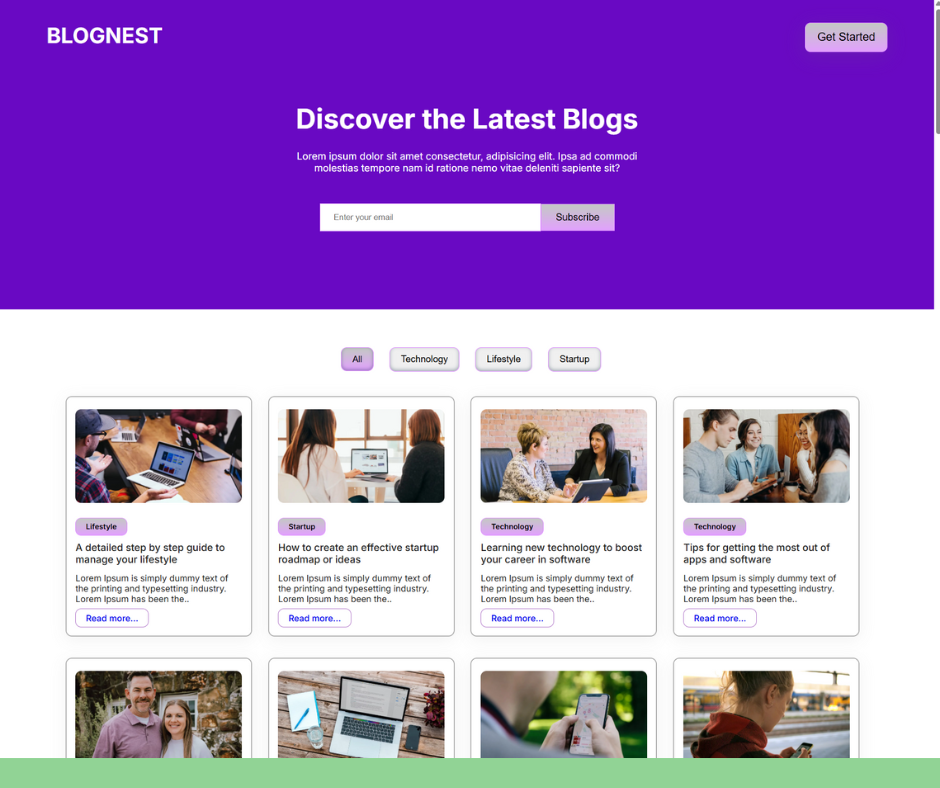 BLOGNEST
Get Started
Discover the Latest Blogs
Lorem ipsum dolor sit amet consectetur, adipisicing elit. Ipsa ad commodi
molestias tempore nam id ratione nemo vitae deleniti sapiente sit?
Enter your email
Subscribe
All
Technology
Lifestyle
Startup
Lifestyle
A detailed step by step guide to
manage your lifestyle
Lorem Ipsum is simply dummy text of
the printing and typesetting industry.
Lorem Ipsum has been the..
Read more...
Startup
How to create an effective startup
roadmap or ideas
Lorem Ipsum is simply dummy text of
the printing and typesetting industry.
Lorem Ipsum has been the..
Read more...
Technology
Learning new technology to boost
your career in software
Lorem Ipsum is simply dummy text of
the printing and typesetting industry.
Lorem Ipsum has been the..
Read more...
Technology
Tips for getting the most out of
apps and software
Lorem Ipsum is simply dummy text of
the printing and typesetting industry.
Lorem Ipsum has been the..
Read more...